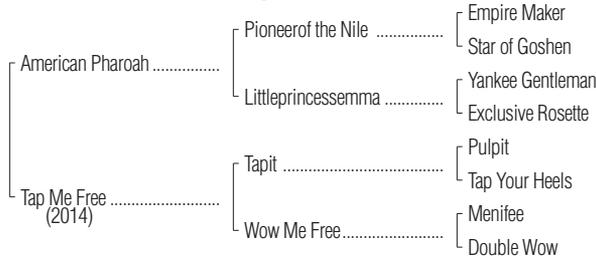 Empire Maker
Pioneerof the Nile ................
Star of Goshen
American Pharoah ................
Yankee Gentleman
Littleprincessemma ..............
Exclusive Rosette
Pulpit
Tapit .......................................
Tap Your Heels
Tap Me Free ..........................
(2014)
Menifee
Wow Me Free........................
Double Wow